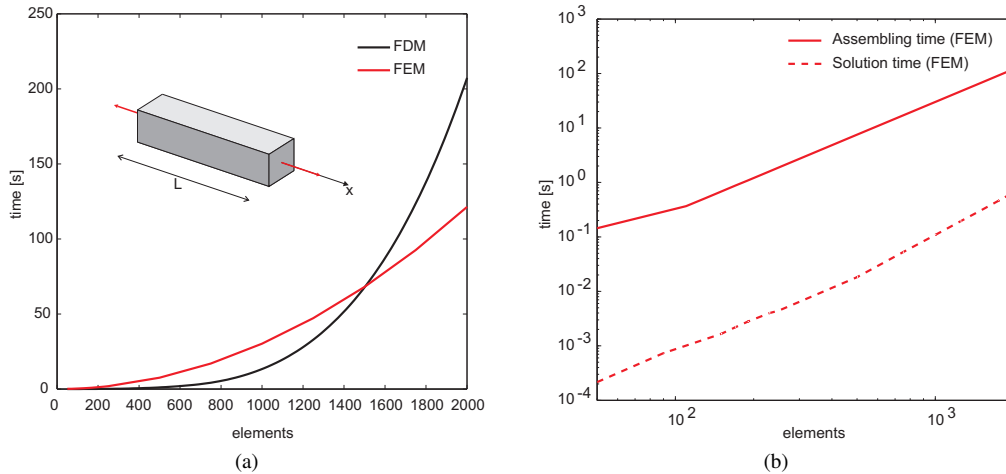 250
200
150
100
50
0
time [s]
0
200
400
600
800
1000
1200
1400
1600
1800
2000
elements
FDM
FEM
L
x
(a)
10^3
10^2
10^1
10^0
10^-1
10^-2
10^-3
10^-4
time [s]
10^2
10^3
elements
Assembling time (FEM)
Solution time (FEM)
(b)